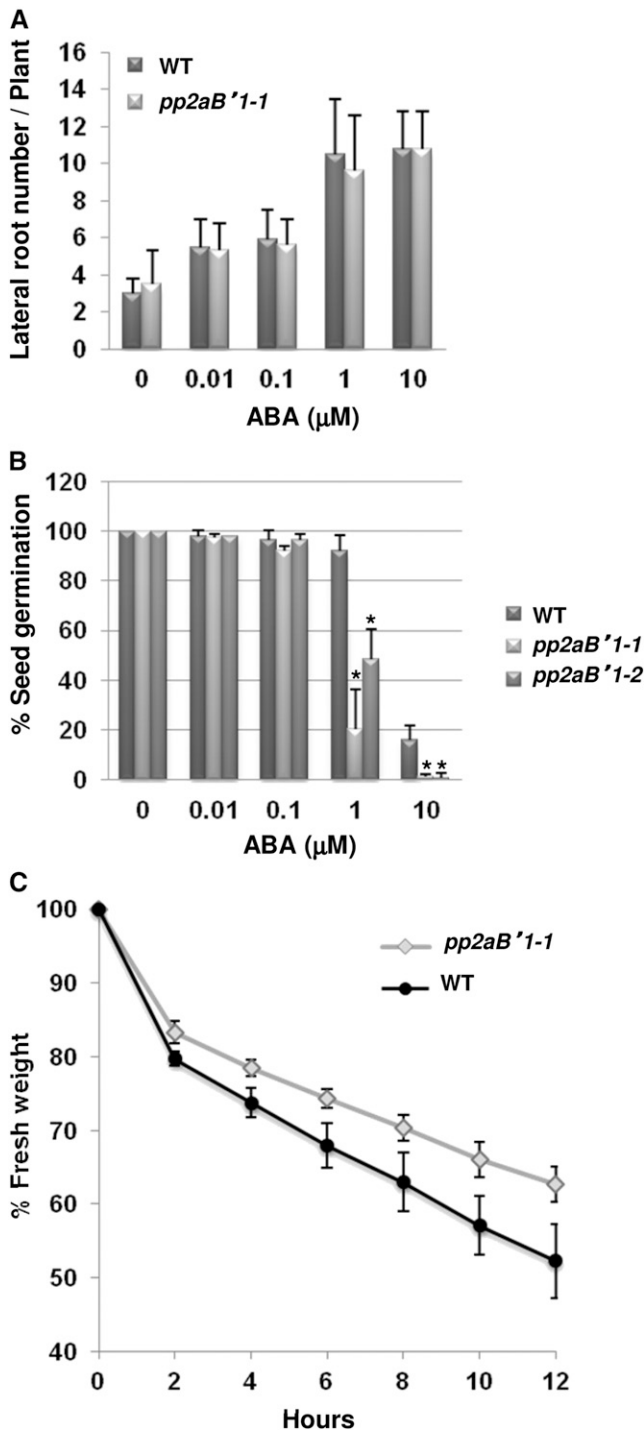 A
Lateral root number / Plant
16
14
12
10
8
6
4
2
0
WT
pp2aB'1-1
0 0.01 0.1 1 10
ABA (µM)
B
% Seed germination
120
100
80
60
40
20
0
*
*
**
WT
pp2aB'1-1
pp2aB'1-2
0 0.01 0.1 1 10
ABA (µM)
C
% Fresh weight
100
90
80
70
60
50
40
pp2aB'1-1
WT
0 2 4 6 8 10 12
Hours